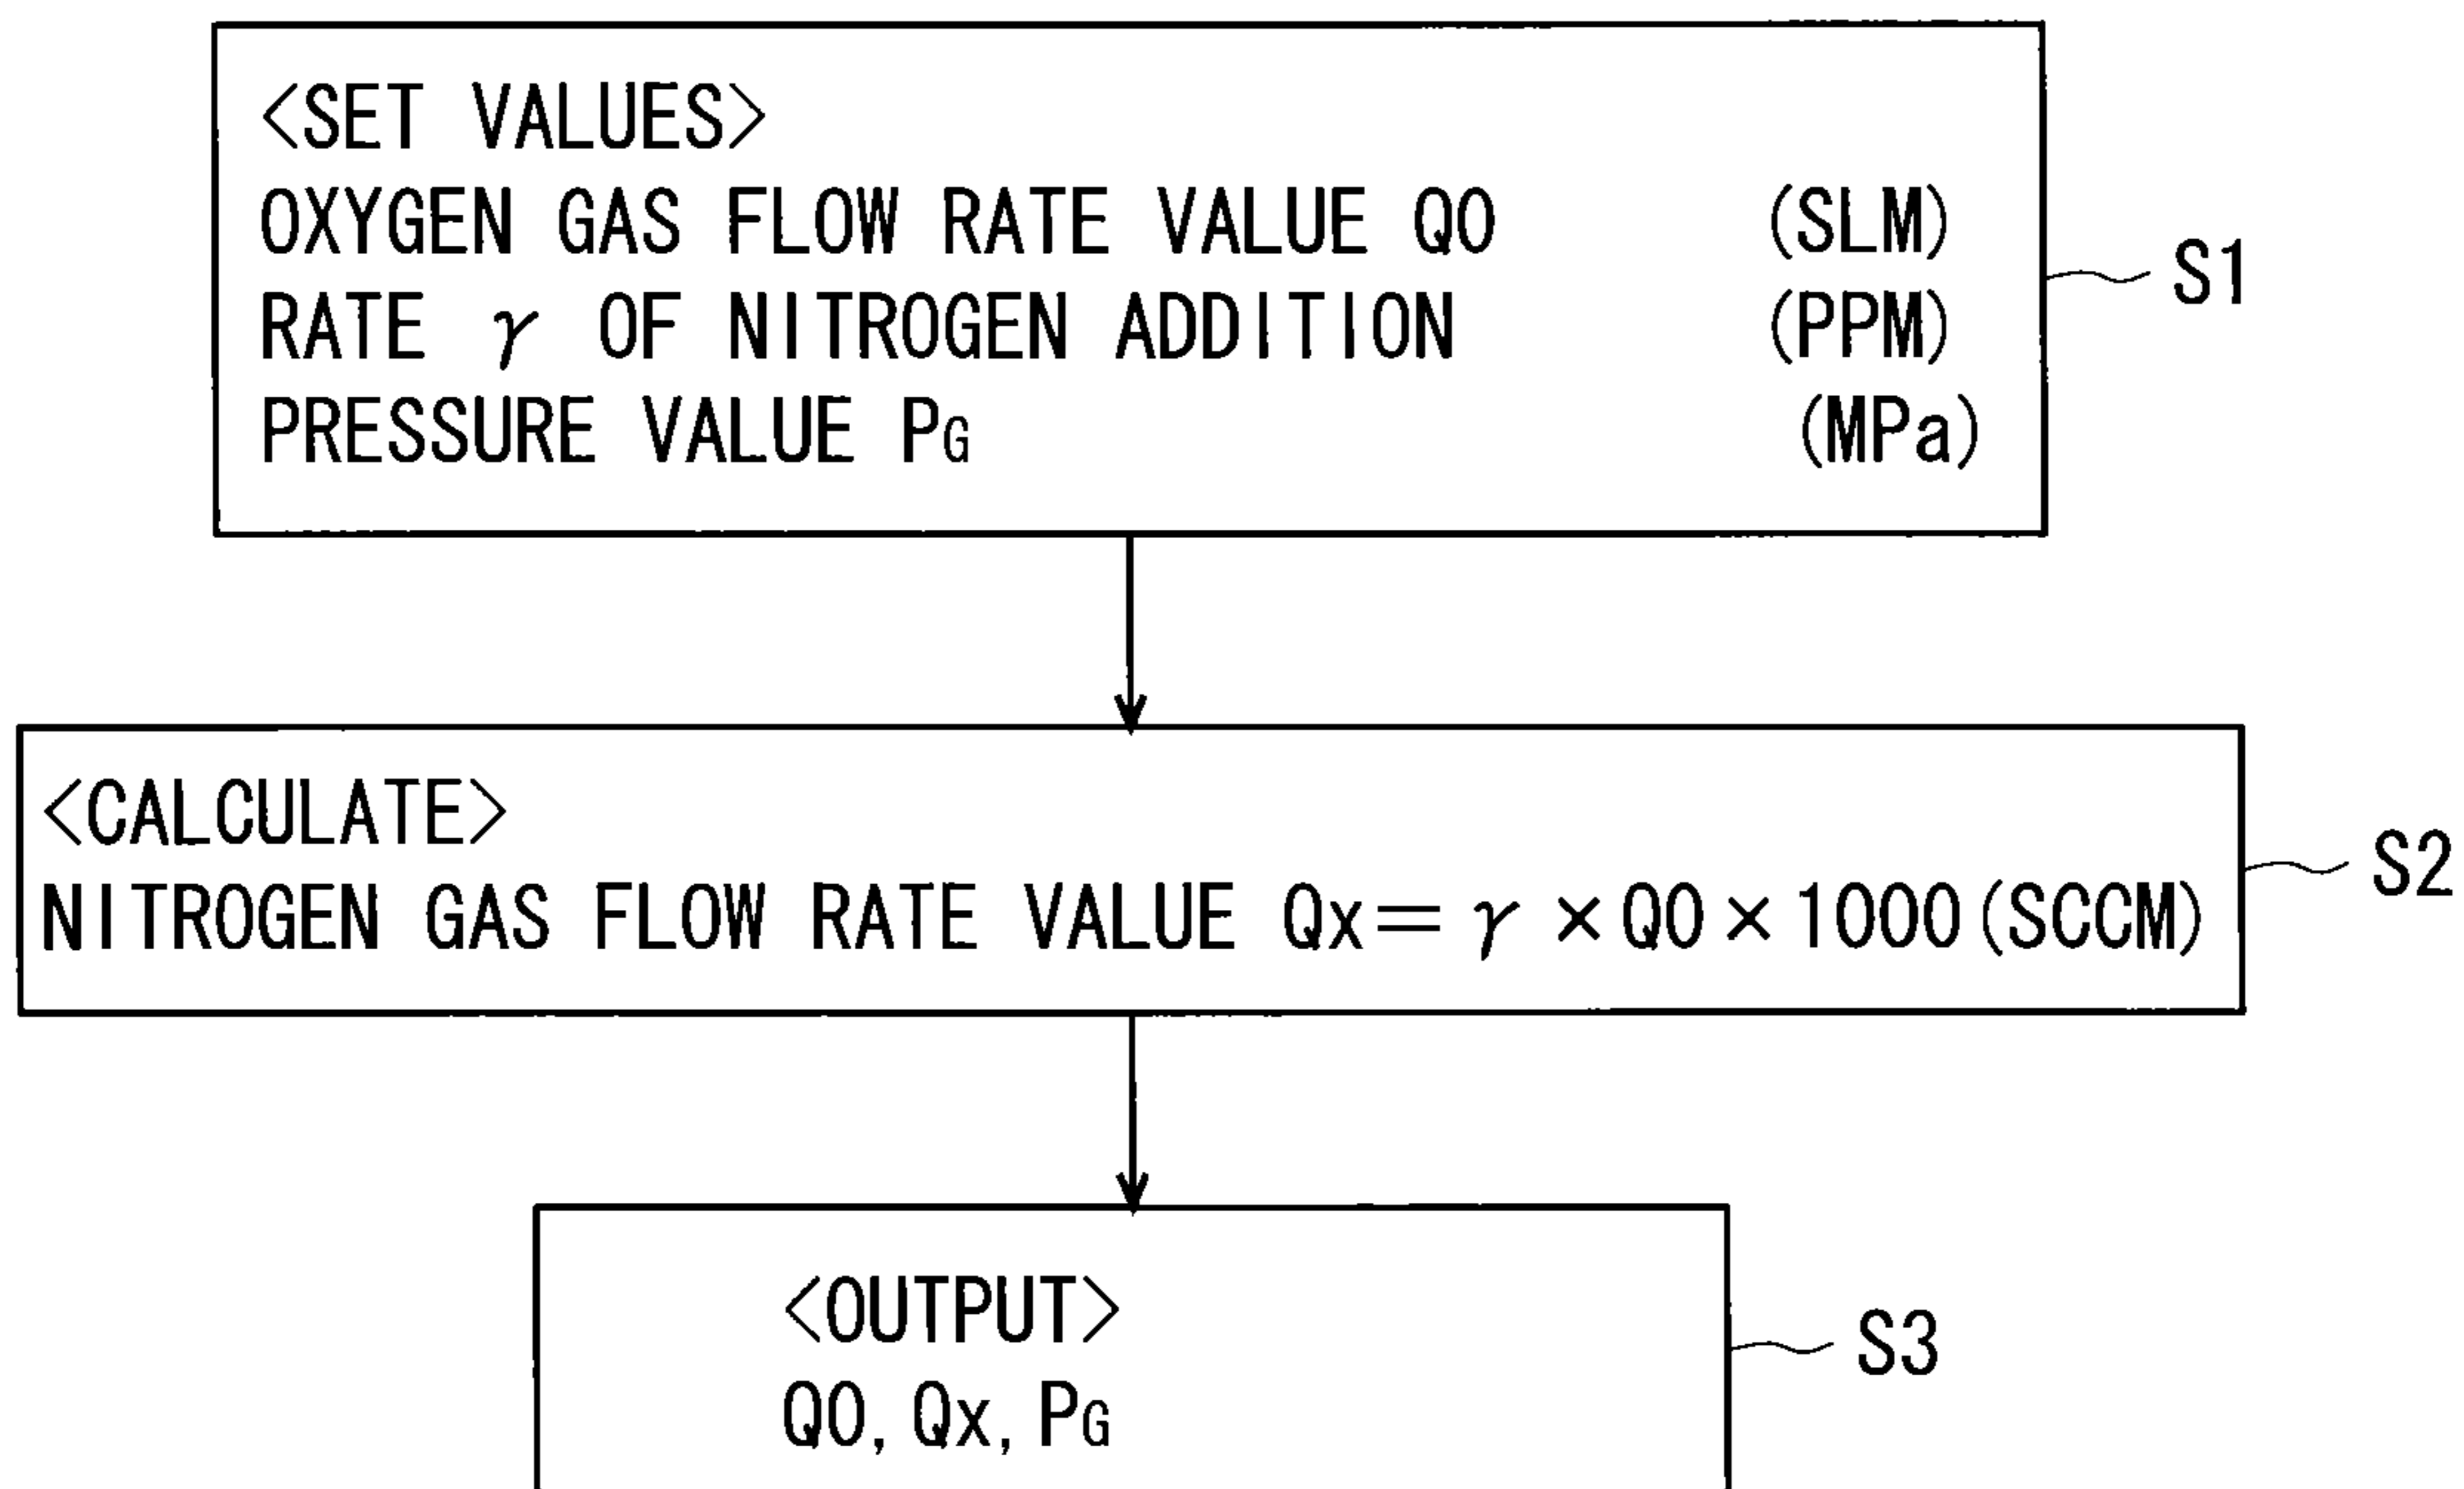 <SET VALUES>
OXYGEN GAS FLOW RATE VALUE Q0 (SLM)
RATE γ OF NITROGEN ADDITION (PPM)
PRESSURE VALUE PG (MPa)
S1
<CALCULATE>
NITROGEN GAS FLOW RATE VALUE Qx=γ×Q0×1000(SCCM)
S2
<OUTPUT>
Q0, Qx, PG
S3